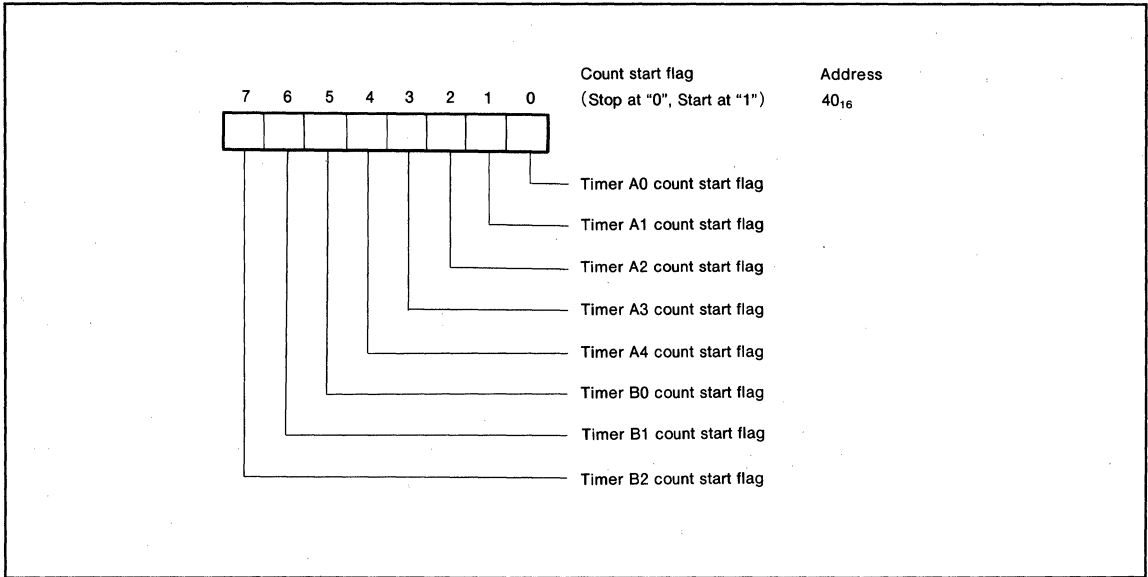 Count start flag Address
7 6 5 4 3 2 1 0 (Stop at “0”, Start at “1”) 40₁₆
Timer A0 count start flag
Timer A1 count start flag
Timer A2 count start flag
Timer A3 count start flag
Timer A4 count start flag
Timer B0 count start flag
Timer B1 count start flag
Timer B2 count start flag